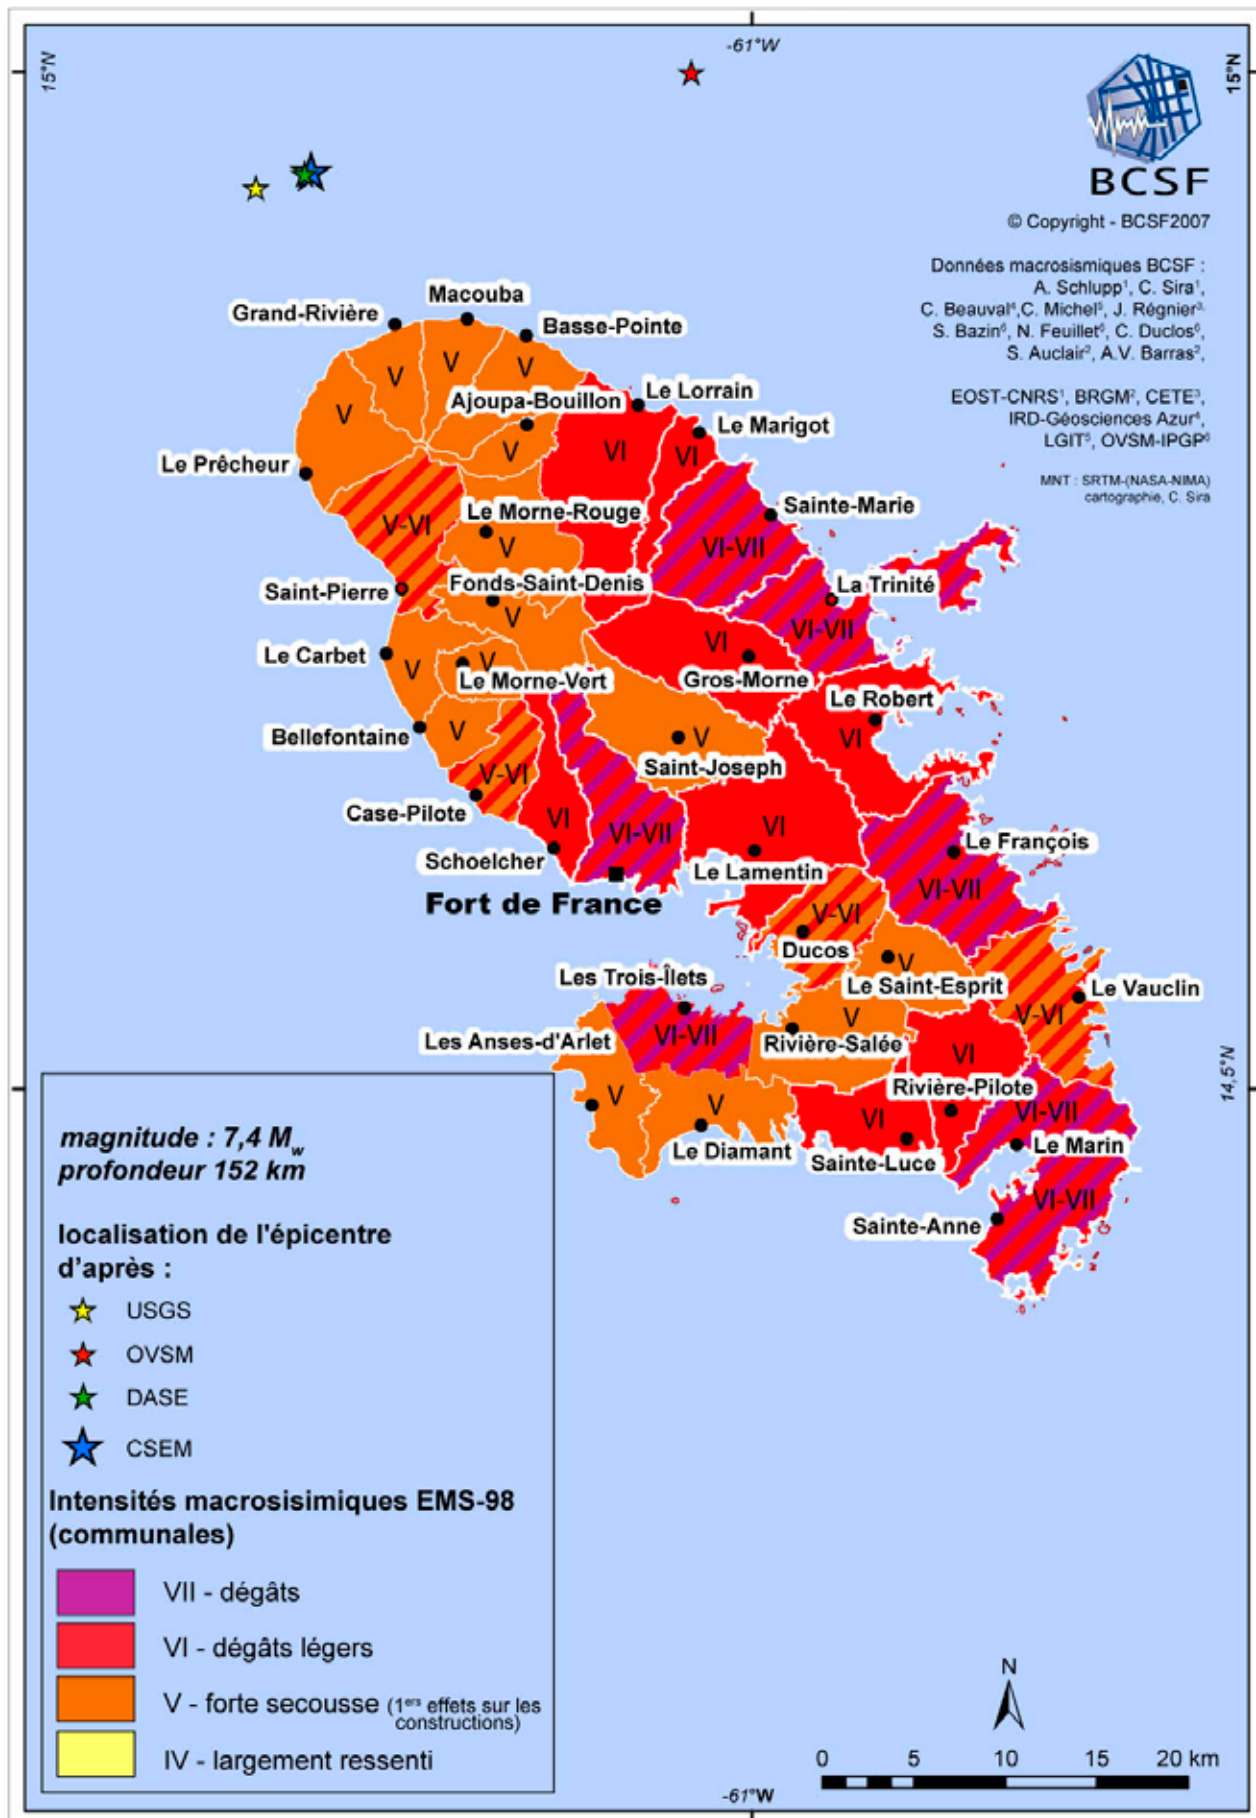 -61°W
15°N
15°N
BCSF
© Copyright - BCSF2007
Données macrosismiques BCSF :
A. Schlupp¹, C. Sira¹,
C. Beauval⁴,C. Michel⁵, J. Régnier³,
S. Bazin⁶, N. Feuillet⁶, C. Duclos⁶,
S. Auclair², A.V. Barras²,
EOST-CNRS¹, BRGM², CETE³,
IRD-Géosciences Azur⁴,
LGIT⁵, OVSM-IPGP⁶
MNT : SRTM-(NASA-NIMA)
cartographie, C. Sira
Macouba
Grand-Rivière
Basse-Pointe
V
V
V
V
Ajoupa-Bouillon
Le Lorrain
Le Marigot
V
VI
VI
Le Prêcheur
Sainte-Marie
V-VI
Le Morne-Rouge
V
VI-VII
Saint-Pierre
Fonds-Saint-Denis
La Trinité
V
VI-VII
Le Carbet
V
V
Le Morne-Vert
VI
Gros-Morne
Le Robert
Bellefontaine
V
V
Saint-Joseph
VI
V-VI
Case-Pilote
VI
VI-VII
VI
Schoelcher
Le Lamentin
Le François
VI-VII
Fort de France
V-VI
Ducos
V
Le Saint-Esprit
Les Trois-Îlets
Le Vauclin
V-VI
Les Anses-d'Arlet
VI-VII
V
Rivière-Salée
VI
14,5°N
Rivière-Pilote
V
V
Le Diamant
VI
Sainte-Luce
VI-VII
Le Marin
VI-VII
Sainte-Anne
magnitude : 7,4 Mw
profondeur 152 km
localisation de l'épicentre
d'après :
USGS
OVSM
DASE
CSEM
Intensités macrosisimiques EMS-98
(communales)
VII - dégâts
VI - dégâts légers
V - forte secousse (1ers effets sur les
constructions)
IV - largement ressenti
N
0 5 10 15 20 km
-61°W